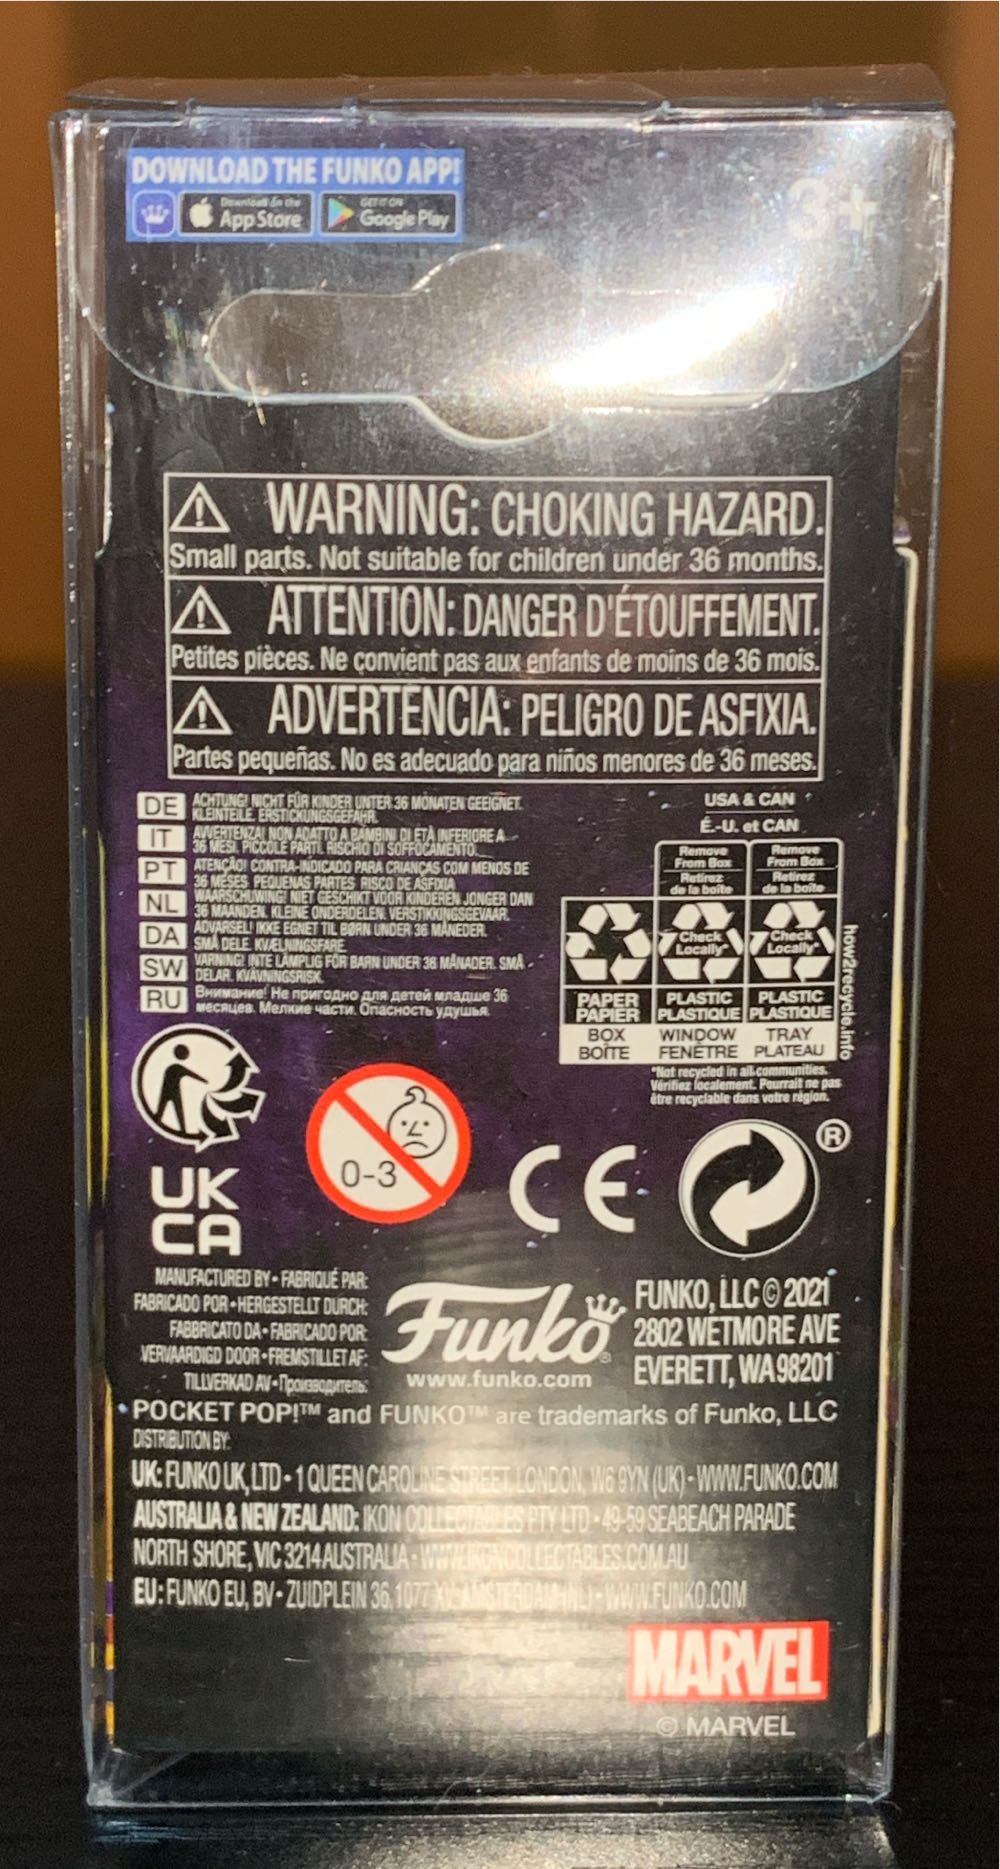 DOWNLOAD THE FUNKO APP!
Download on the
App Store
GET IT ON
Google Play
3+
WARNING: CHOKING HAZARD.
Small parts. Not suitable for children under 36 months.
ATTENTION: DANGER D'ÉTOUFFEMENT.
Petites pièces. Ne convient pas aux enfants de moins de 36 mois.
ADVERTENCIA: PELIGRO DE ASFIXIA.
Partes pequeñas. No es adecuado para niños menores de 36 meses.
DE ACHTUNG! NICHT FÜR KINDER UNTER 36 MONATEN GEEIGNET.
KLEINTEILE. ERSTICKUNGSGEFAHR.
IT AVVERTENZA! NON ADATTO A BAMBINI DI ETÀ INFERIORE A
36 MESI. PICCOLE PARTI. RISCHIO DI SOFFOCAMENTO.
PT ATENÇÃO! CONTRA-INDICADO PARA CRIANÇAS COM MENOS DE
36 MESES. PEQUENAS PARTES RISCO DE ASFIXIA
NL WAARSCHUWING! NIET GESCHIKT VOOR KINDEREN JONGER DAN
36 MAANDEN. KLEINE ONDERDELEN. VERSTIKKINGSGEVAAR.
DA ADVARSEL! IKKE EGNET TIL BØRN UNDER 36 MÅNEDER.
SMÅ DELE. KVÆLNINGSFARE.
SW VARNING! INTE LÄMPLIG FÖR BARN UNDER 36 MÅNADER. SMÅ
DELAR. KVÄVNINGSRISK.
RU Внимание! Не пригодно для детей младше 36
месяцев. Мелкие части. Опасность удушья.
USA & CAN
É.-U. et CAN
Remove
From Box
Retirez
de la boîte
Remove
From Box
Retirez
de la boîte
Check
Locally*
Check
Locally*
PAPER
PAPIER
PLASTIC
PLASTIQUE
PLASTIC
PLASTIQUE
BOX
BOÎTE
WINDOW
FENÊTRE
TRAY
PLATEAU
how2recycle.info
*Not recycled in all communities.
Vérifiez localement. Pourrait ne pas
être recyclable dans votre région.
0-3
CE
®
UK
CA
MANUFACTURED BY • FABRIQUÉ PAR:
FABRICADO POR • HERGESTELLT DURCH:
FABBRICATO DA • FABRICADO POR:
VERVAARDIGD DOOR • FREMSTILLET AF:
TILLVERKAD AV • Производитель:
Funko®
www.funko.com
FUNKO, LLC © 2021
2802 WETMORE AVE
EVERETT, WA 98201
POCKET POP!™ and FUNKO™ are trademarks of Funko, LLC
DISTRIBUTION BY:
UK: FUNKO UK, LTD • 1 QUEEN CAROLINE STREET, LONDON, W6 9YN (UK) • WWW.FUNKO.COM
AUSTRALIA & NEW ZEALAND: IKON COLLECTABLES PTY LTD • 49-59 SEABEACH PARADE
NORTH SHORE, VIC 3214 AUSTRALIA • WWW.IKONCOLLECTABLES.COM.AU
EU: FUNKO EU, BV • ZUIDPLEIN 36, 1077 XV AMSTERDAM (NL) • WWW.FUNKO.COM
MARVEL
© MARVEL